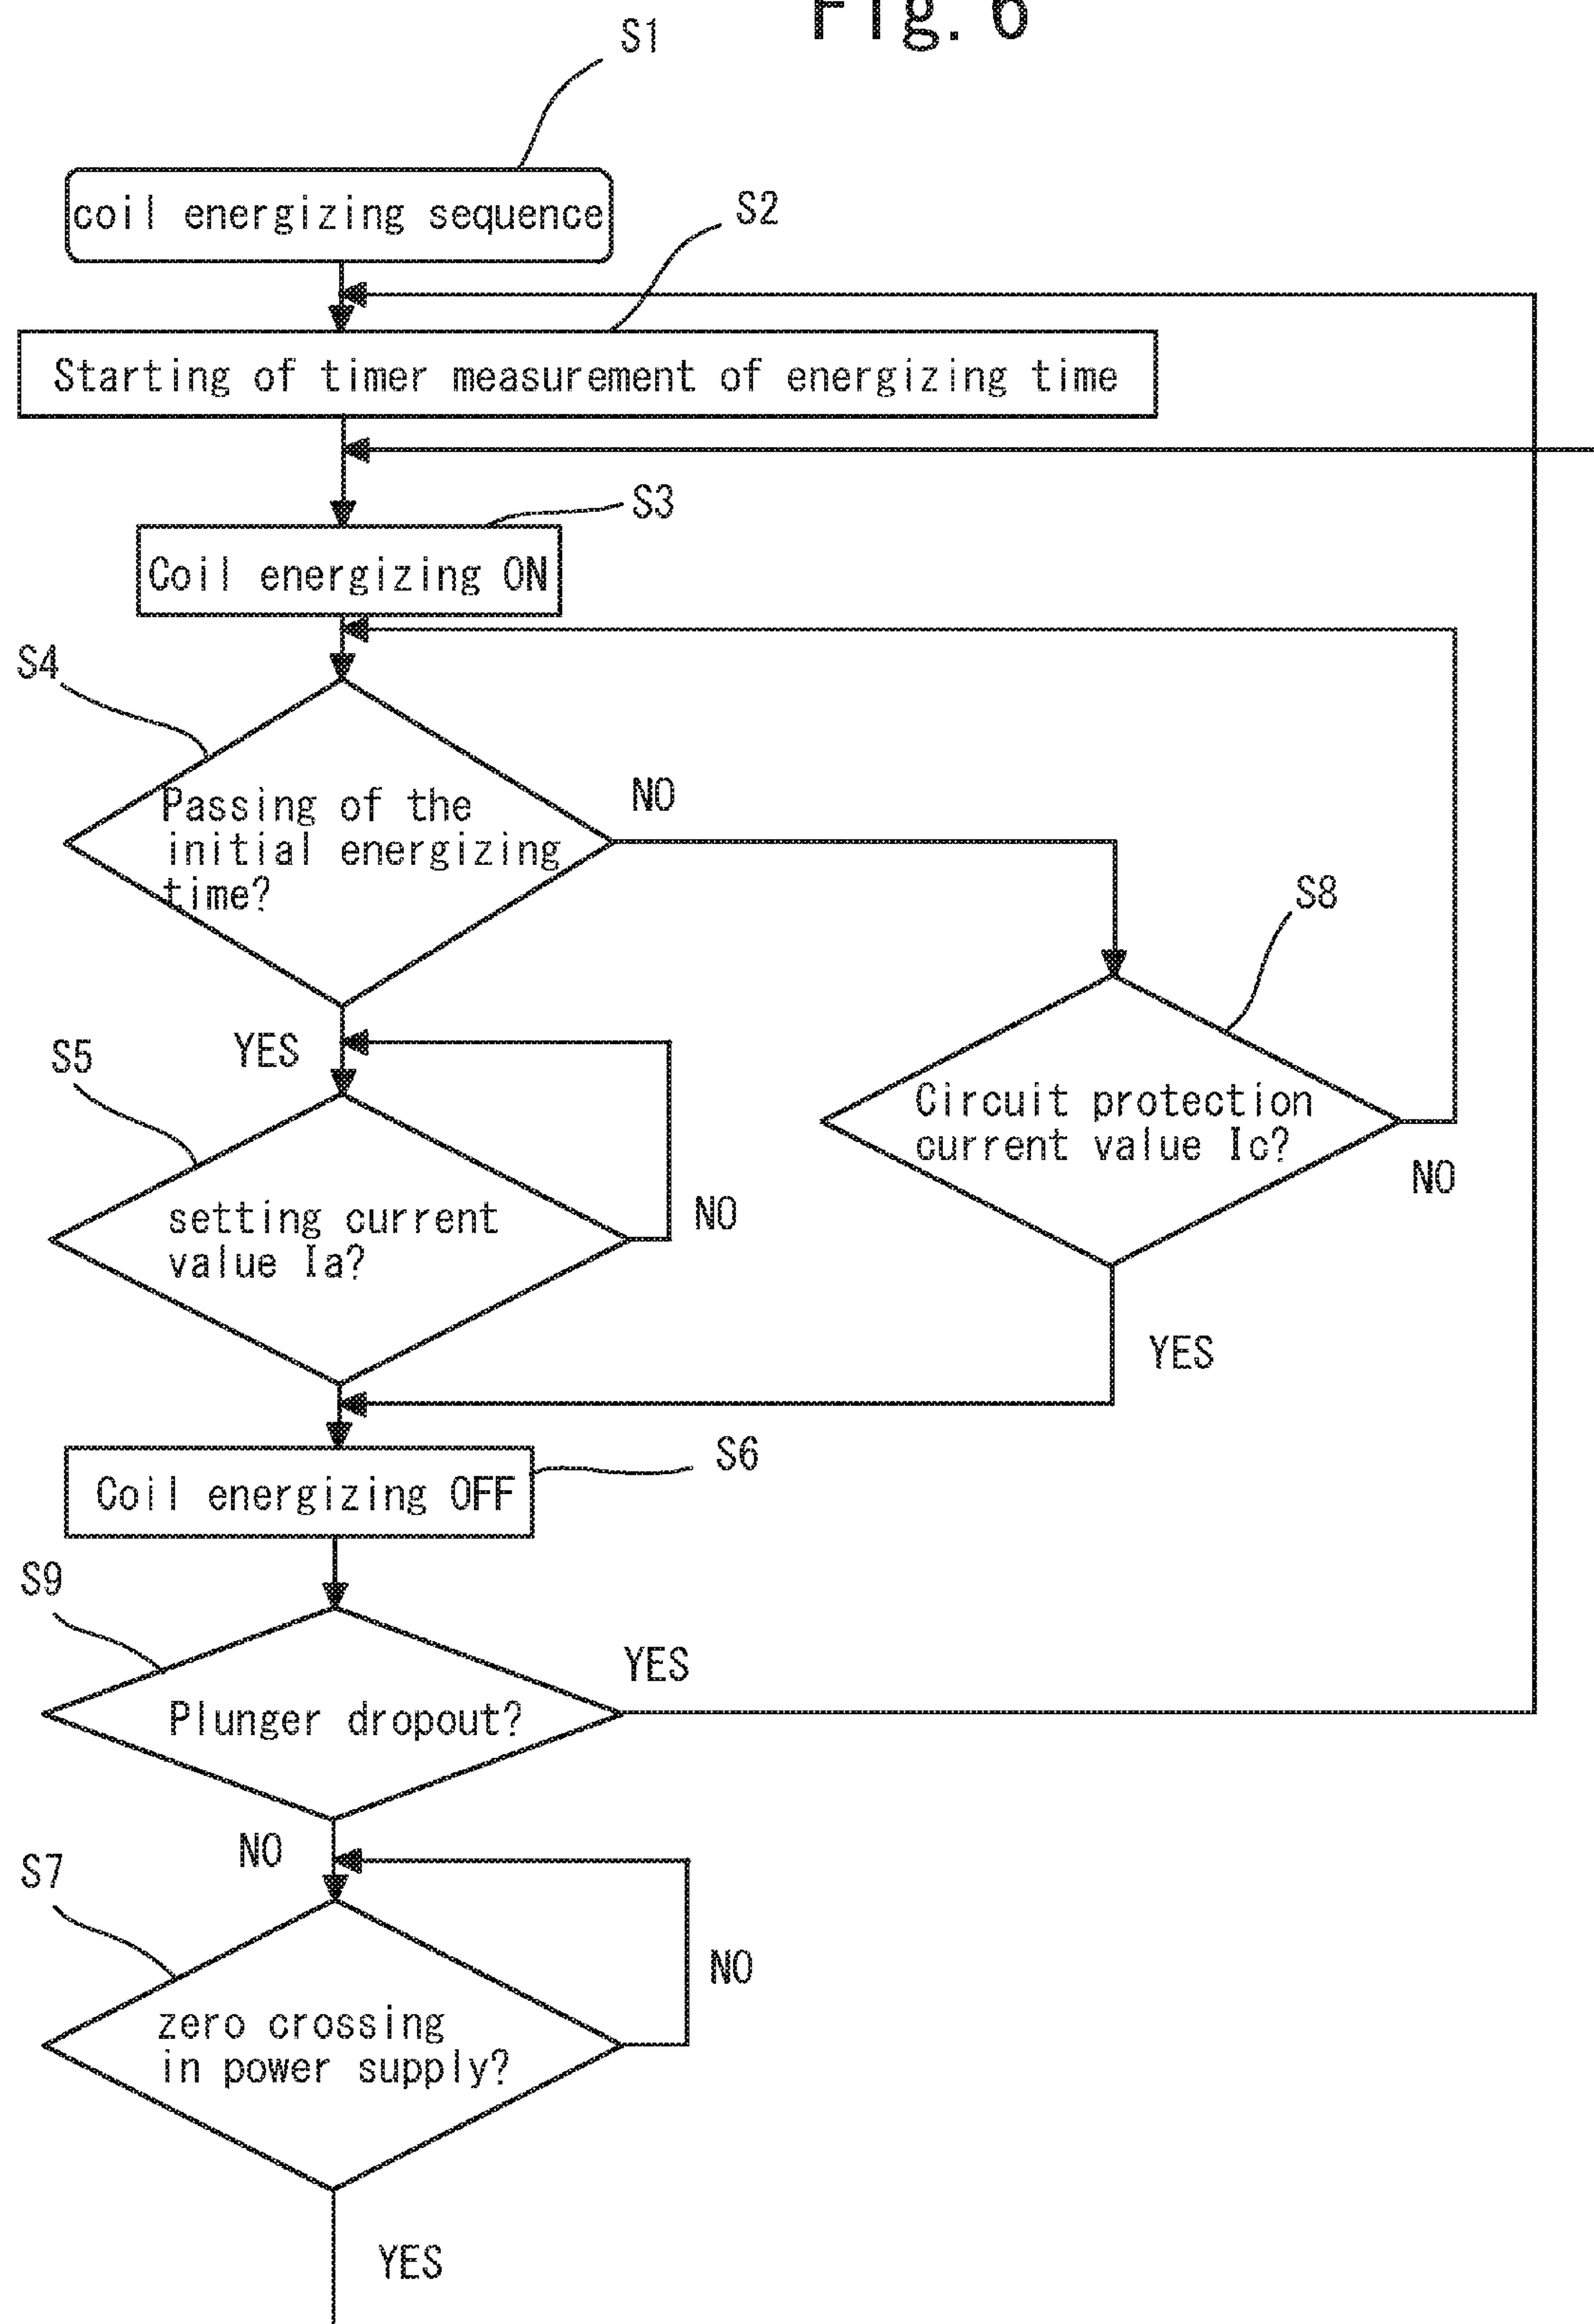 Fig. 6
S1
coil energizing sequence
S2
Starting of timer measurement of energizing time
S3
Coil energizing ON
S4
Passing of the
initial energizing
time?
NO
YES
S8
Circuit protection
current value Ic?
NO
YES
S5
setting current
value Ia?
NO
S6
Coil energizing OFF
S9
Plunger dropout?
YES
NO
S7
zero crossing
in power supply?
NO
YES